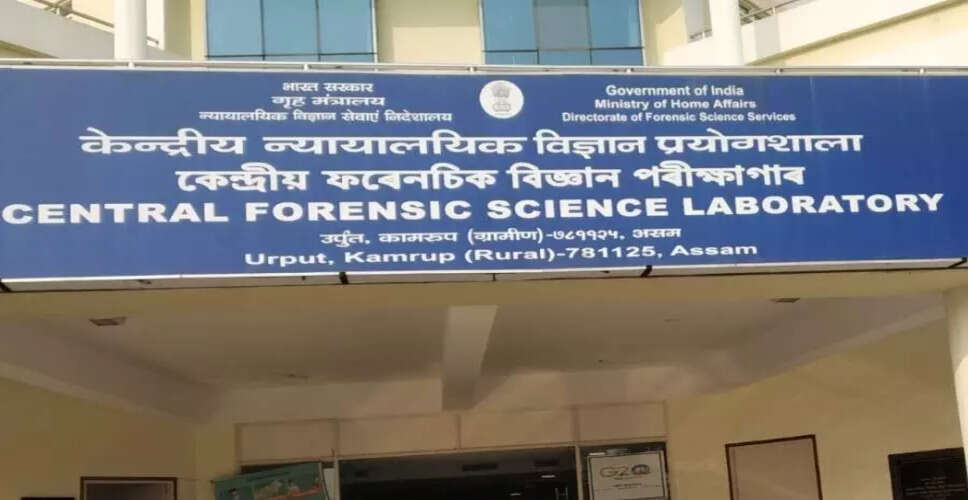 भारत सरकार
गृह मंत्रालय
न्यायालयिक विज्ञान सेवाएं निदेशालय
Government of India
Ministry of Home Affairs
Directorate of Forensic Science Services
केन्द्रीय न्यायालयिक विज्ञान प्रयोगशाला
কেন্দ্ৰীয় ফৰেনচিক বিজ্ঞান পৰীক্ষাগাৰ
CENTRAL FORENSIC SCIENCE LABORATORY
उर्पुत, कामरुप (ग्रामीण)-७८११२५, असम
Urput, Kamrup (Rural)-781125, Assam
G20